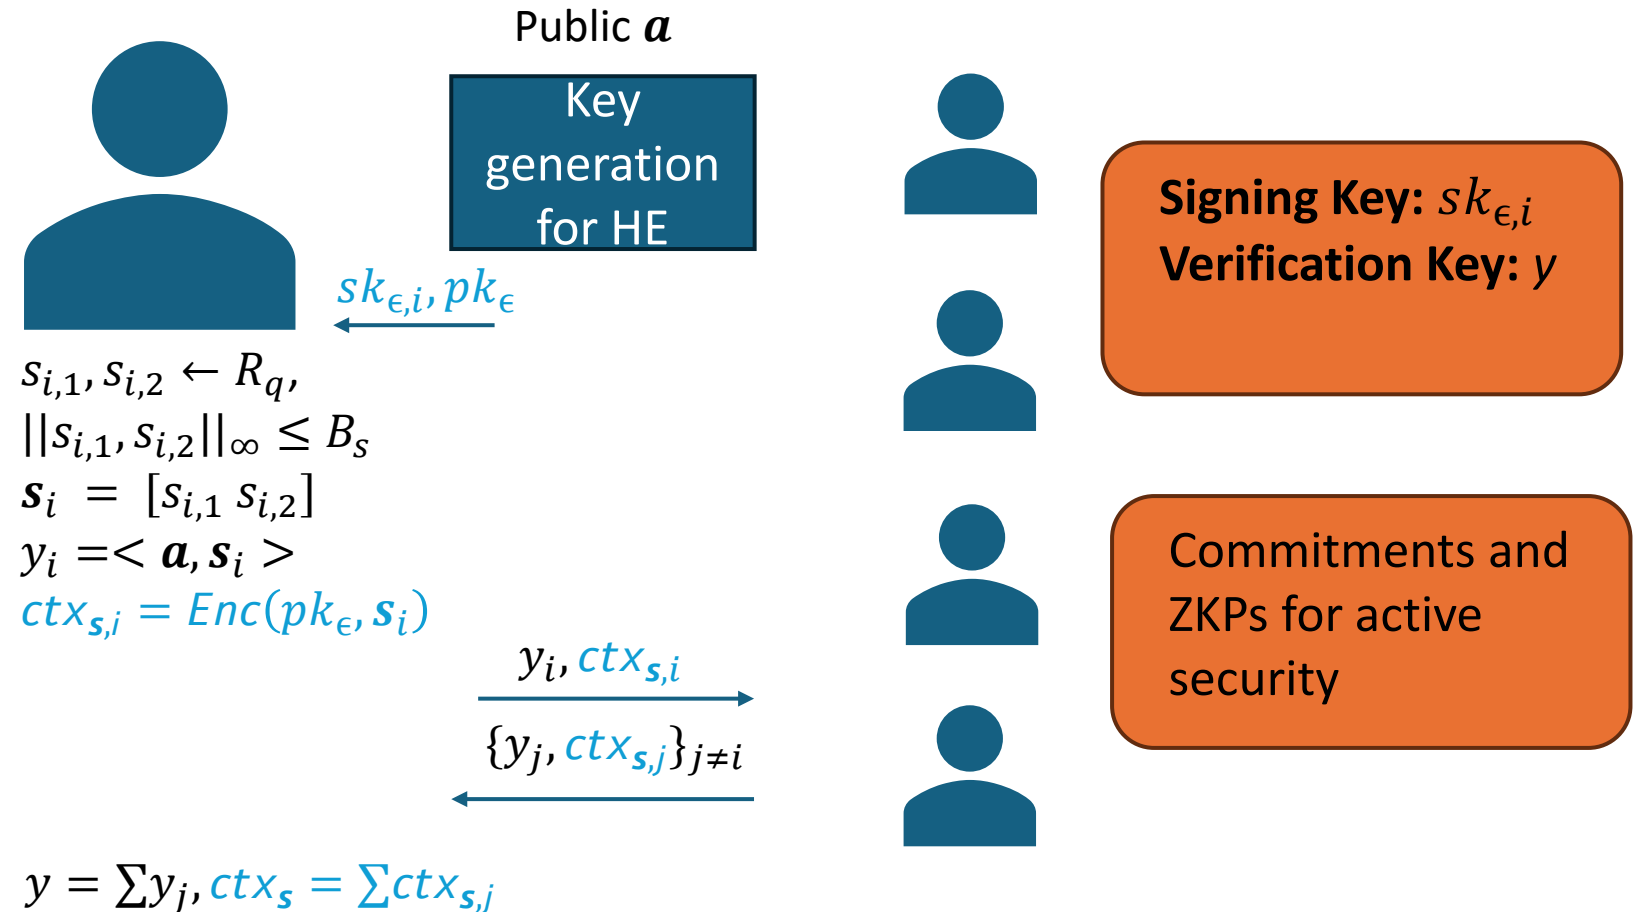 Public 𝒂
Key
generation
for HE
sk_{ϵ,i}, pk_ϵ
s_{i,1}, s_{i,2} ← R_q,
||s_{i,1}, s_{i,2}||_∞ ≤ B_s
𝒔_i = [s_{i,1} s_{i,2}]
y_i =< 𝒂, 𝒔_i >
ctx_{𝒔,i} = Enc(pk_ϵ, 𝒔_i)
y_i, ctx_{𝒔,i}
{y_j, ctx_{𝒔,j}}_{j≠i}
y = ∑y_j, ctx_𝒔 = ∑ctx_{𝒔,j}
Signing Key: sk_{ϵ,i}
Verification Key: y
Commitments and
ZKPs for active
security